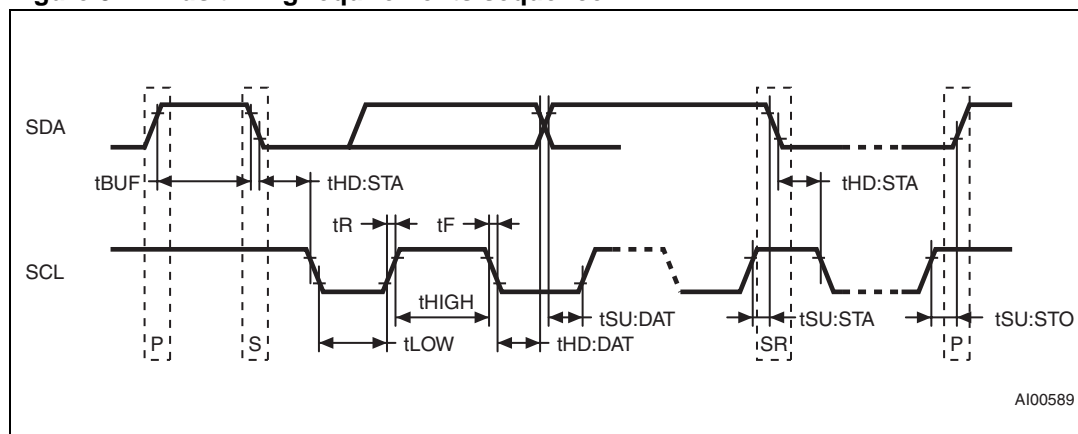 SDA
tBUF
tHD:STA
tHD:STA
tR
tF
SCL
tHIGH
tSU:DAT
tSU:STA
tSU:STO
P
S
tLOW
tHD:DAT
SR
P
AI00589